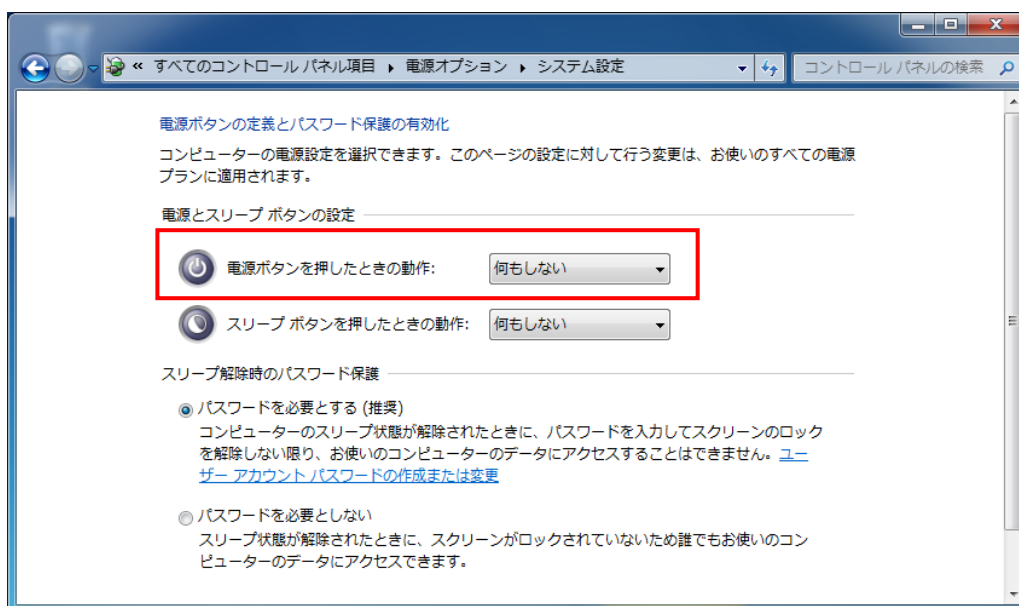 « すべてのコントロール パネル項目 ▸ 電源オプション ▸ システム設定
コントロール パネルの検索
電源ボタンの定義とパスワード保護の有効化
コンピューターの電源設定を選択できます。このページの設定に対して行う変更は、お使いのすべての電源
プランに適用されます。
電源とスリープ ボタンの設定
電源ボタンを押したときの動作: 何もしない
スリープ ボタンを押したときの動作: 何もしない
スリープ解除時のパスワード保護
パスワードを必要とする (推奨)
コンピューターのスリープ状態が解除されたときに、パスワードを入力してスクリーンのロック
を解除しない限り、お使いのコンピューターのデータにアクセスすることはできません。ユー
ザー アカウント パスワードの作成または変更
パスワードを必要としない
スリープ状態が解除されたときに、スクリーンがロックされていないため誰でもお使いのコン
ピューターのデータにアクセスできます。